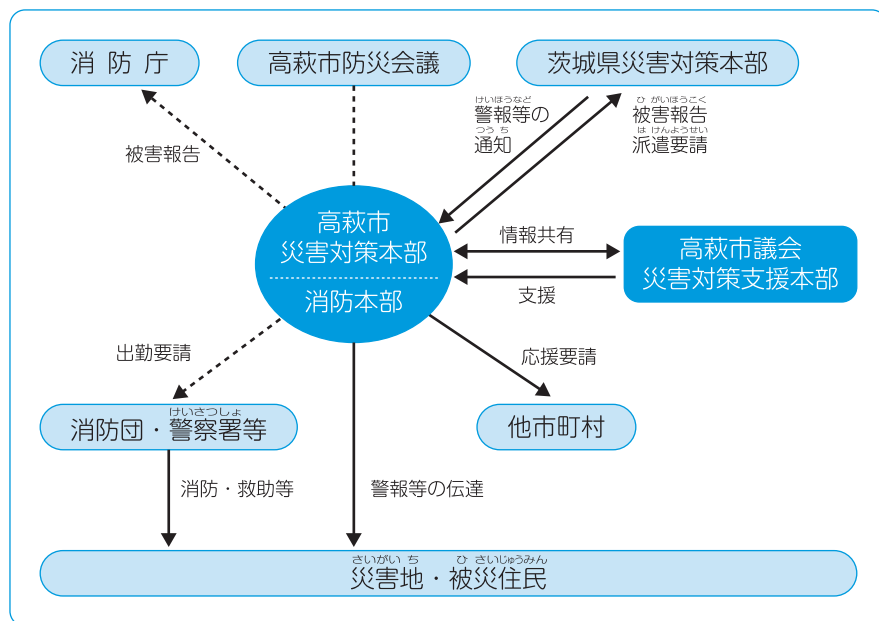 消防庁
高萩市防災会議
茨城県災害対策本部
けいほうなど
警報等の
つうち
通知
ひがいほうこく
被害報告
はけんようせい
派遣要請
被害報告
高萩市
災害対策本部
消防本部
情報共有
支援
高萩市議会
災害対策支援本部
出勤要請
応援要請
けいさつしょ
消防団・警察署等
他市町村
消防・救助等
警報等の伝達
さいがいち ひさいじゅうみん
災害地・被災住民